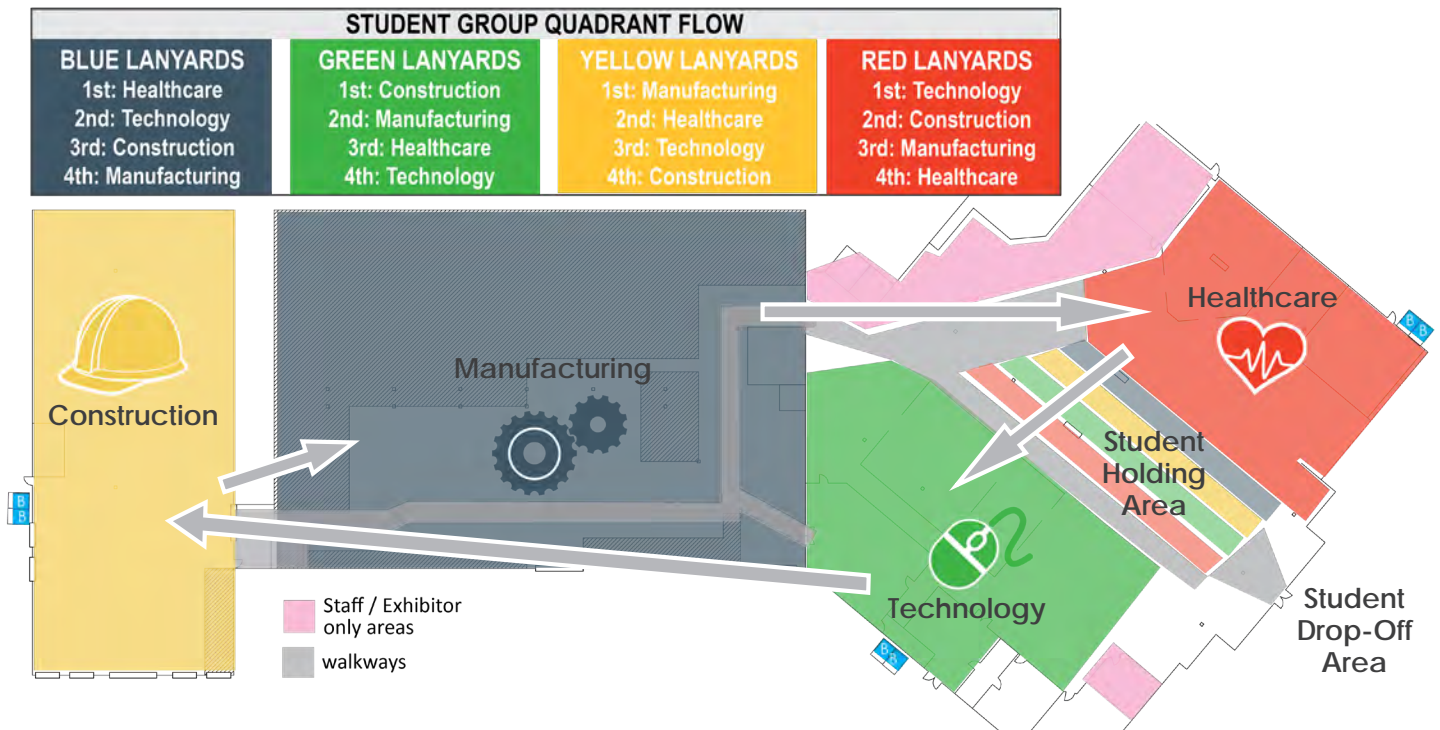 STUDENT GROUP QUADRANT FLOW
BLUE LANYARDS
1st: Healthcare
2nd: Technology
3rd: Construction
4th: Manufacturing
GREEN LANYARDS
1st: Construction
2nd: Manufacturing
3rd: Healthcare
4th: Technology
YELLOW LANYARDS
1st: Manufacturing
2nd: Healthcare
3rd: Technology
4th: Construction
RED LANYARDS
1st: Technology
2nd: Construction
3rd: Manufacturing
4th: Healthcare
Healthcare
B B
Manufacturing
Construction
Student
Holding
Area
B
B
Technology
Student
Drop-Off
Area
B B
Staff / Exhibitor
only areas
walkways